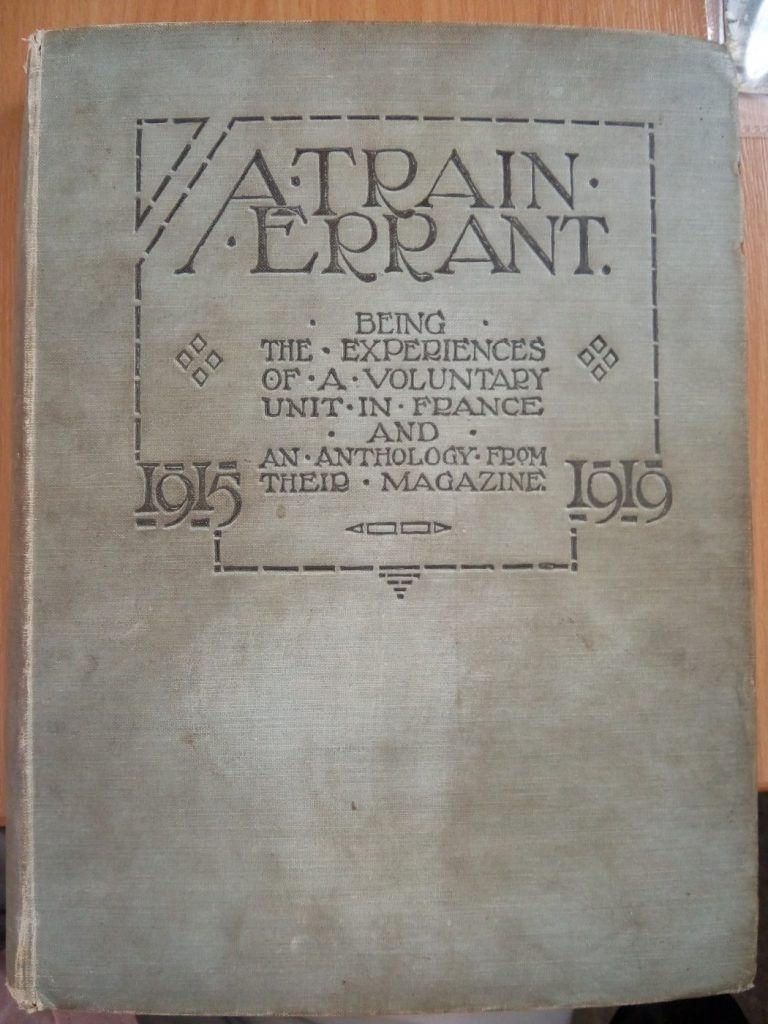 A·TRAIN·
·ERRANT.
· BEING ·
THE · EXPERIENCES
OF · A · VOLUNTARY
UNIT · IN · FRANCE
· AND ·
AN · ANTHOLOGY · FROM
THEIR · MAGAZINE.
1915
1919